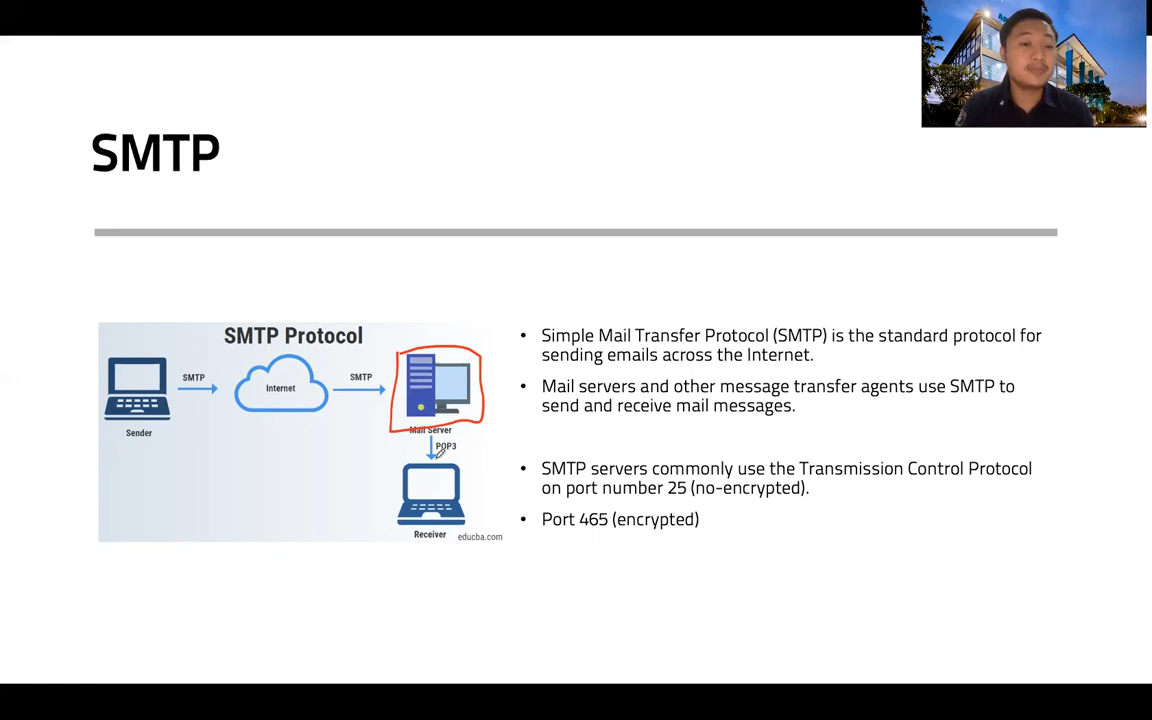 SMTP
SMTP Protocol
SMTP
Internet
SMTP
Sender
Mail Server
POP3
Receiver
educba.com
• Simple Mail Transfer Protocol (SMTP) is the standard protocol for
sending emails across the Internet.
• Mail servers and other message transfer agents use SMTP to
send and receive mail messages.
• SMTP servers commonly use the Transmission Control Protocol
on port number 25 (no-encrypted).
• Port 465 (encrypted)